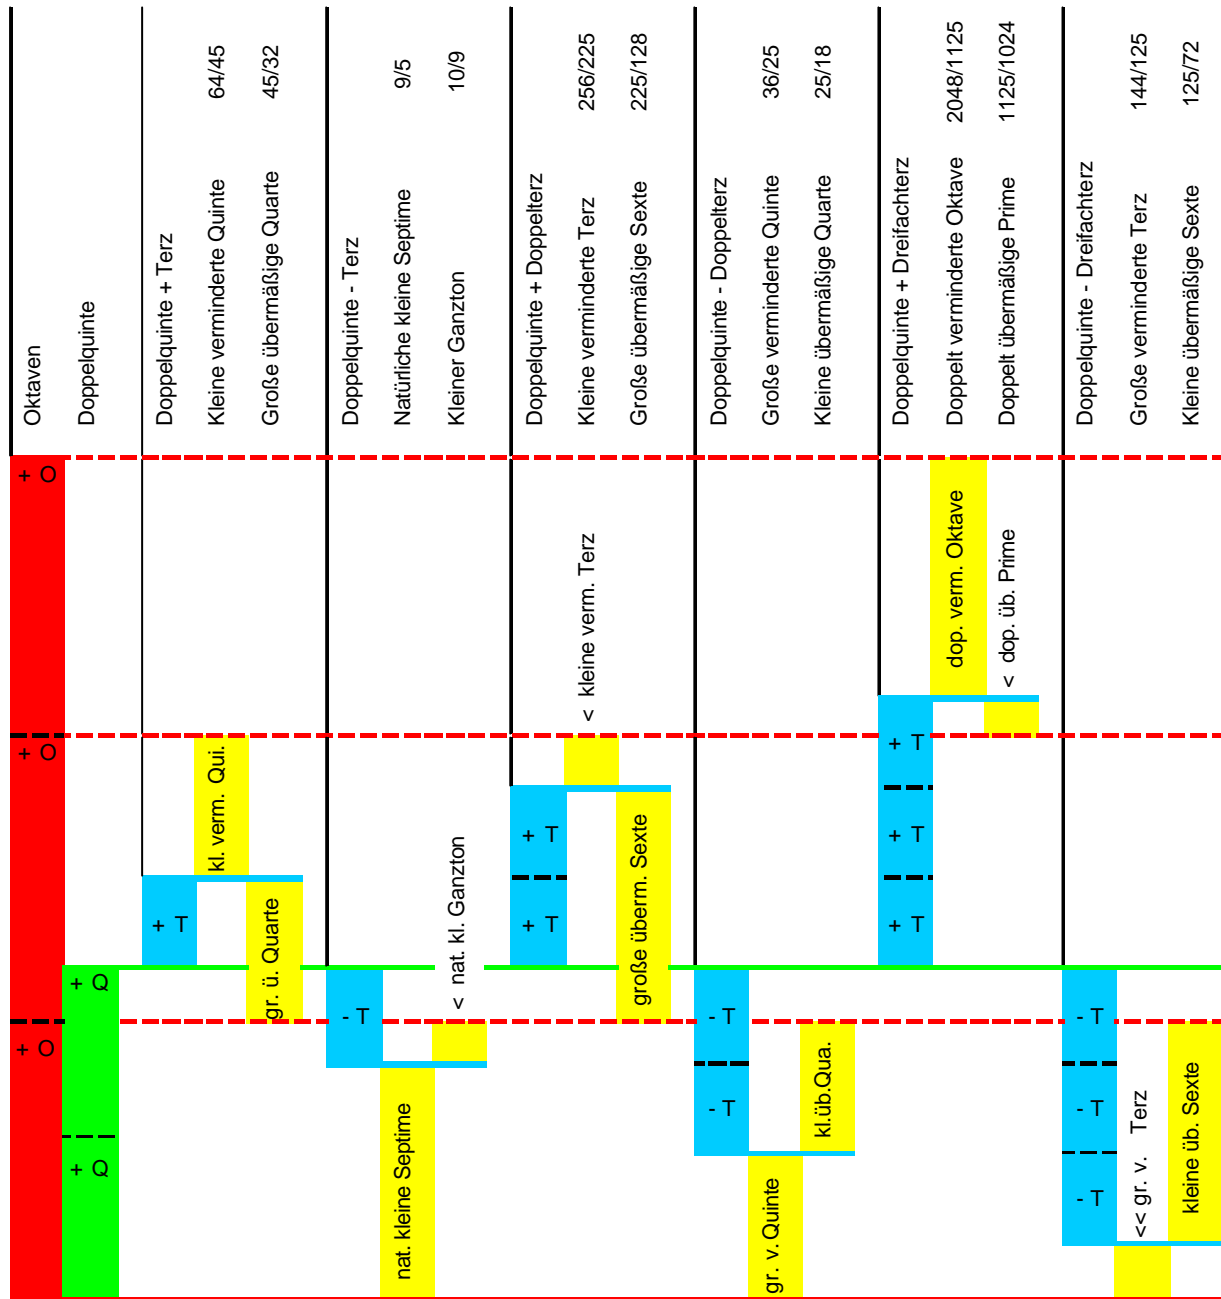 Oktaven
Doppelquinte
Doppelquinte + Terz
Kleine verminderte Quinte 64/45
Große übermäßige Quarte 45/32
Doppelquinte - Terz
Natürliche kleine Septime 9/5
Kleiner Ganzton 10/9
Doppelquinte + Doppelterz
Kleine verminderte Terz 256/225
Große übermäßige Sexte 225/128
Doppelquinte - Doppelterz
Große verminderte Quinte 36/25
Kleine übermäßige Quarte 25/18
Doppelquinte + Dreifachterz
Doppelt verminderte Oktave 2048/1125
Doppelt übermäßige Prime 1125/1024
Doppelquinte - Dreifachterz
Große verminderte Terz 144/125
Kleine übermäßige Sexte 125/72
+ O
+ O
+ O
+ Q
+ Q
+ T
kl. verm. Qui.
gr. ü. Quarte
- T
nat. kleine Septime
< nat. kl. Ganzton
+ T
+ T
< kleine verm. Terz
große überm. Sexte
- T
- T
gr. v. Quinte
kl.üb.Qua.
+ T
+ T
+ T
dop. verm. Oktave
< dop. üb. Prime
- T
- T
- T
<< gr. v. Terz
kleine üb. Sexte